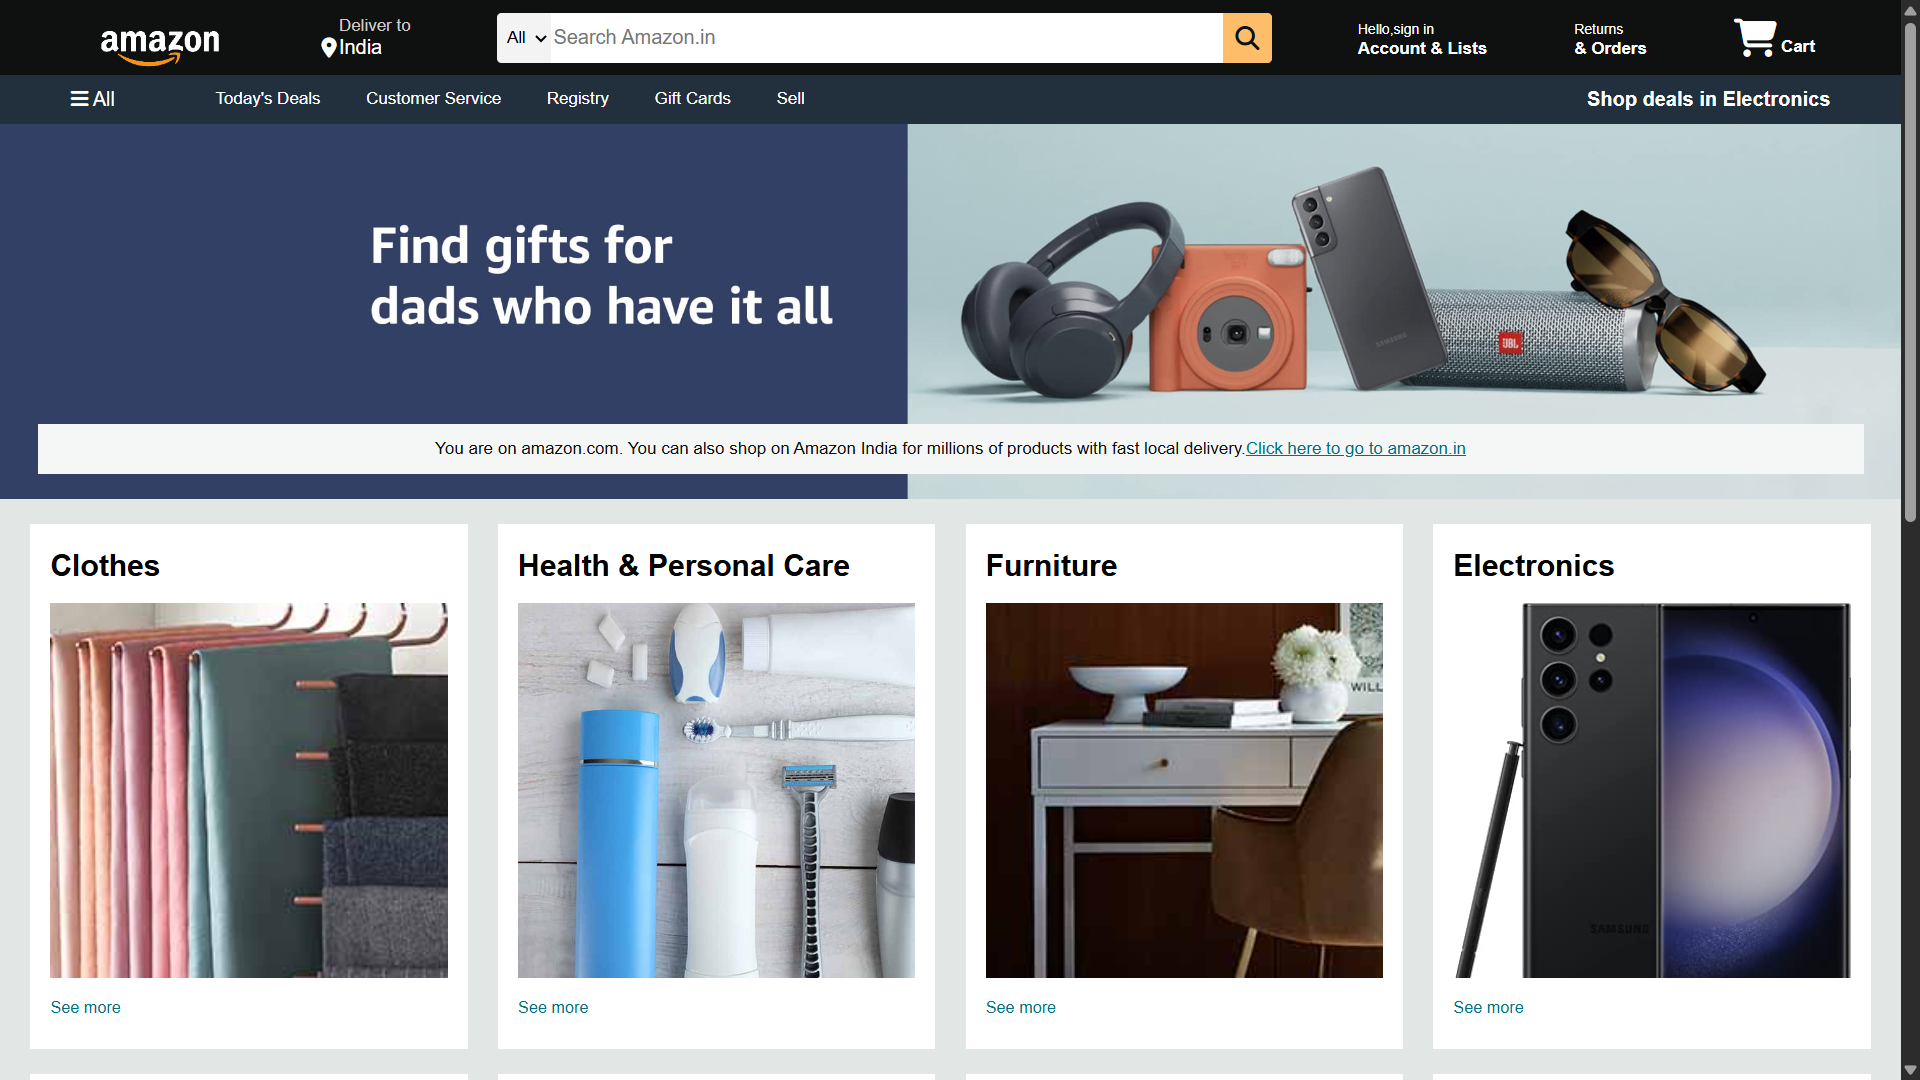 amazon
Deliver to
India
All
Search Amazon.in
Hello,sign in
Account & Lists
Returns
& Orders
Cart
All
Today's Deals
Customer Service
Registry
Gift Cards
Sell
Shop deals in Electronics
Find gifts for
dads who have it all
SAMSUNG
JBL
You are on amazon.com. You can also shop on Amazon India for millions of products with fast local delivery.Click here to go to amazon.in
Clothes
Health & Personal Care
Furniture
Electronics
WILL
SAMSUNG
See more
See more
See more
See more